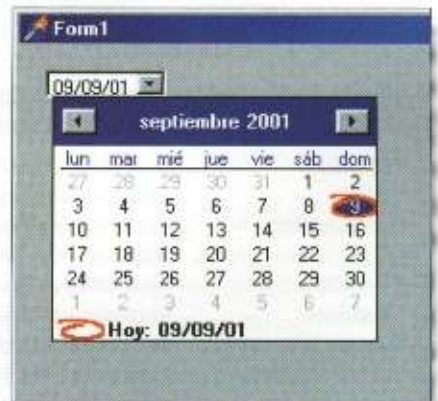 Form1
09/09/01
septiembre 2001
lun mar mié jue vie sáb dom
27 28 29 30 31 1 2
3 4 5 6 7 8 9
10 11 12 13 14 15 16
17 18 19 20 21 22 23
24 25 26 27 28 29 30
1 2 3 4 5 6 7
Hoy: 09/09/01